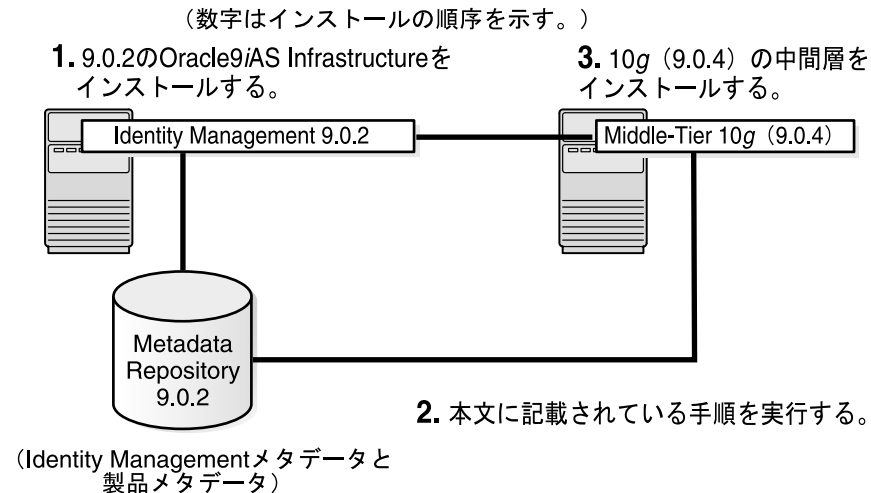 （数字はインストールの順序を示す。）
1. 9.0.2のOracle9iAS Infrastructureを
インストールする。
3. 10g（9.0.4）の中間層を
インストールする。
Identity Management 9.0.2
Middle-Tier 10g（9.0.4）
Metadata
Repository
9.0.2
2. 本文に記載されている手順を実行する。
（Identity Managementメタデータと
製品メタデータ）